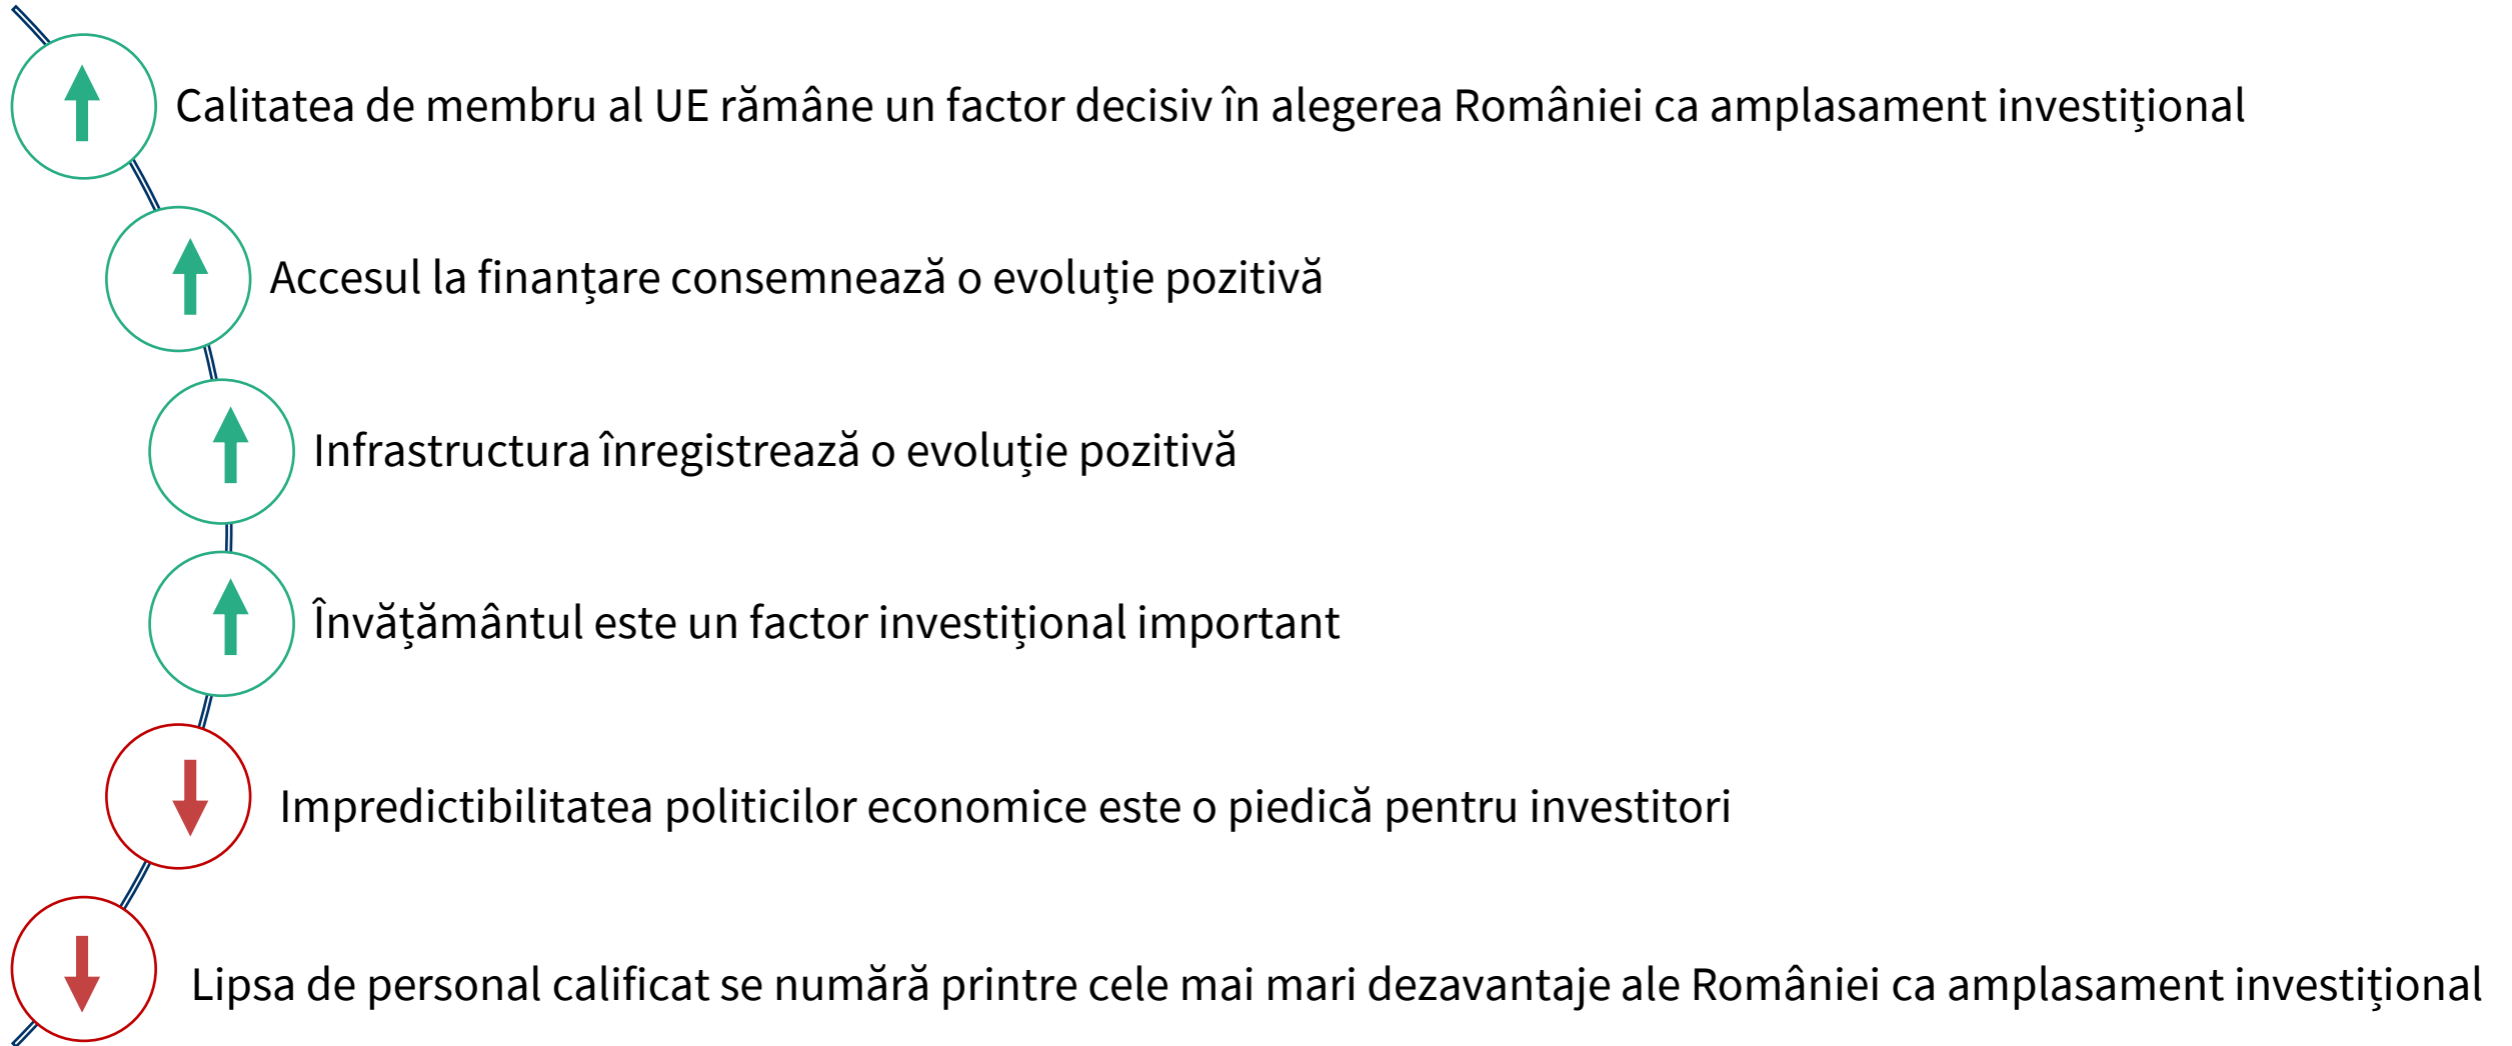 Calitatea de membru al UE rămâne un factor decisiv în alegerea României ca amplasament investițional
Accesul la finanțare consemnează o evoluție pozitivă
Infrastructura înregistrează o evoluție pozitivă
Învățământul este un factor investițional important
Impredictibilitatea politicilor economice este o piedică pentru investitori
Lipsa de personal calificat se numără printre cele mai mari dezavantaje ale României ca amplasament investițional